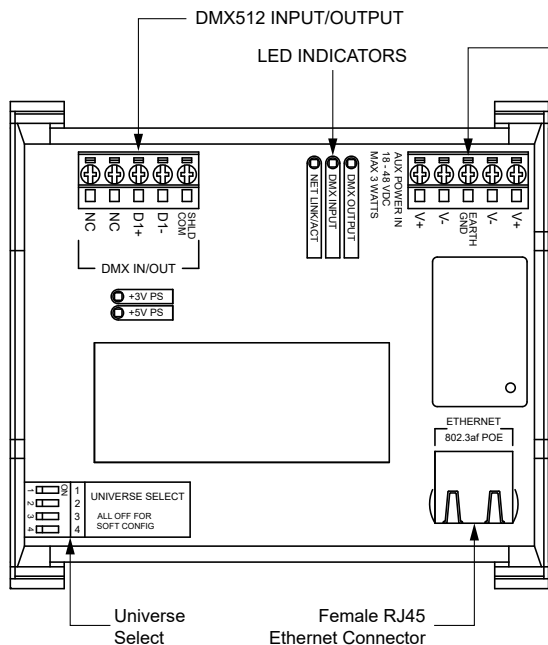 DMX512 INPUT/OUTPUT
LED INDICATORS
NC
NC
D1+
D1-
SHLD
COM
DMX IN/OUT
NET LINK/ACT
DMX INPUT
DMX OUTPUT
AUX POWER IN
18 - 48 VDC
MAX 3 WATTS
V+
V-
EARTH
GND
V-
V+
+3V PS
+5V PS
ETHERNET
802.3af POE
ON
1
2
3
4
1
2
3
4
UNIVERSE SELECT
ALL OFF FOR
SOFT CONFIG
Universe
Select
Female RJ45
Ethernet Connector